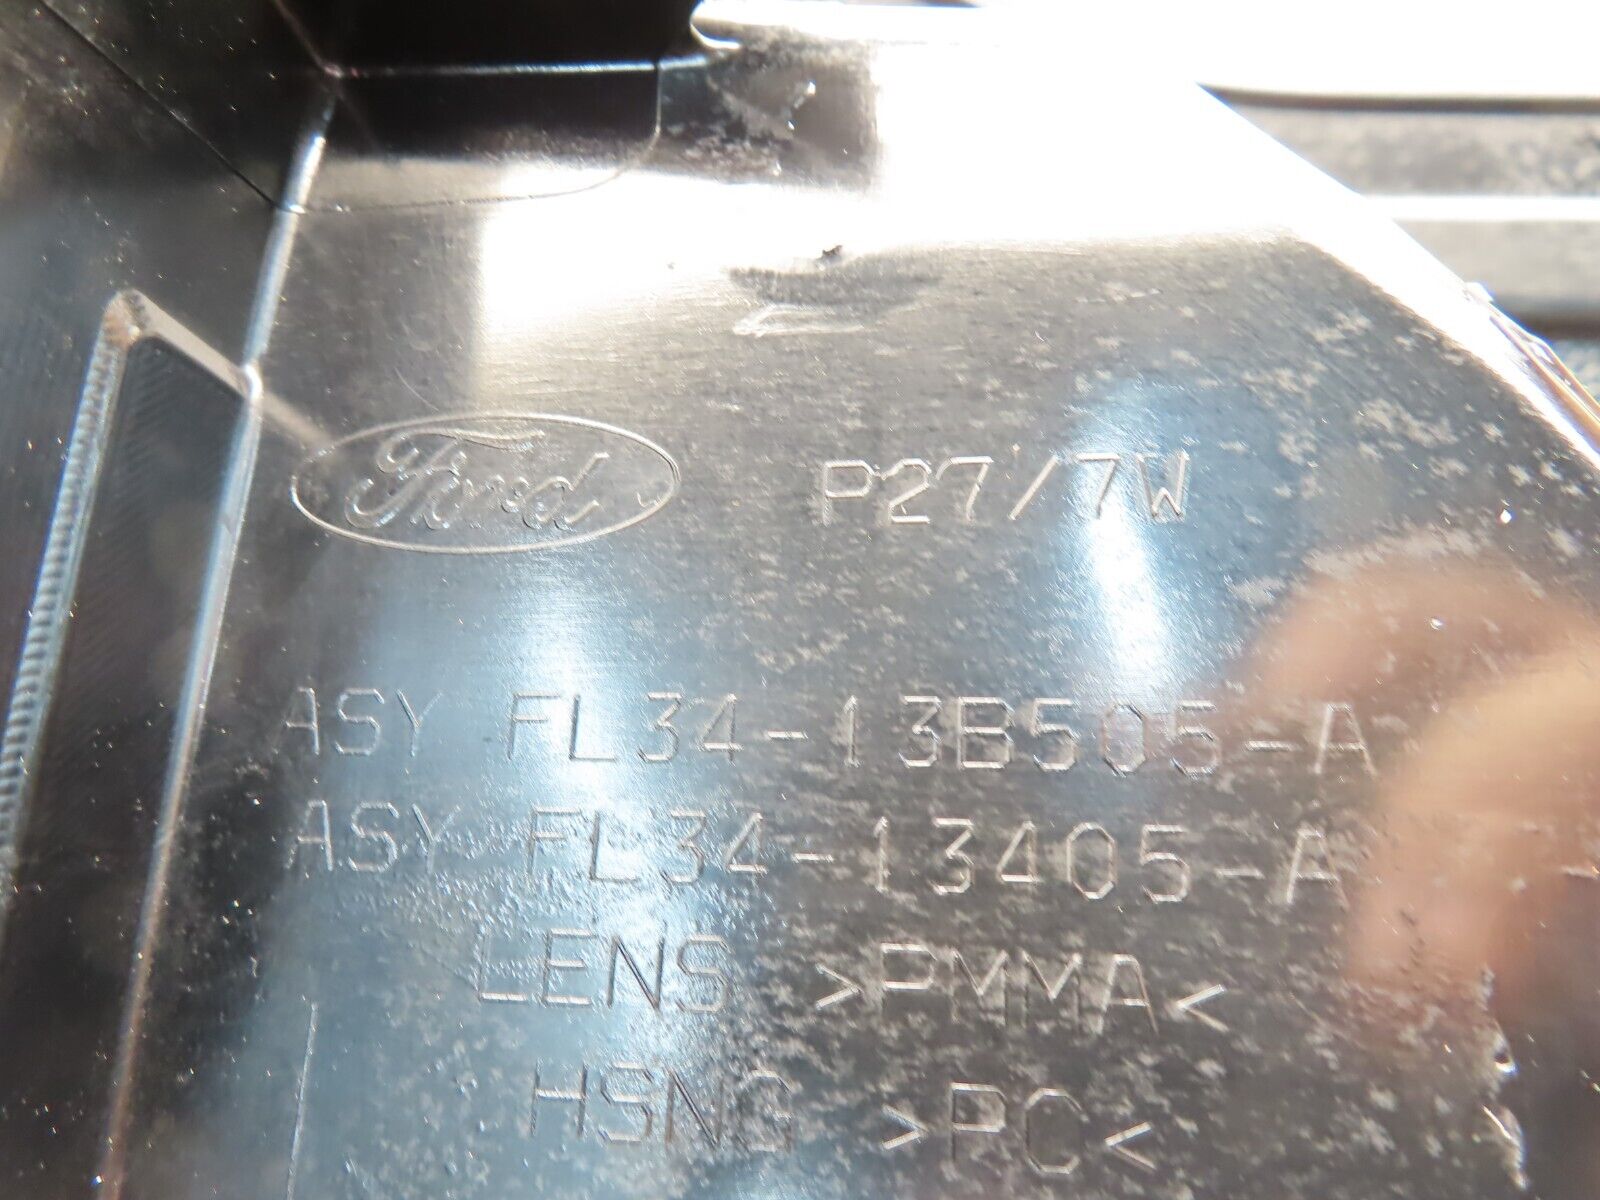 Ford P27/7W
ASY FL34-13B505-A
ASY FL34-13405-A
LENS >PMMA<
HSNG >PC<